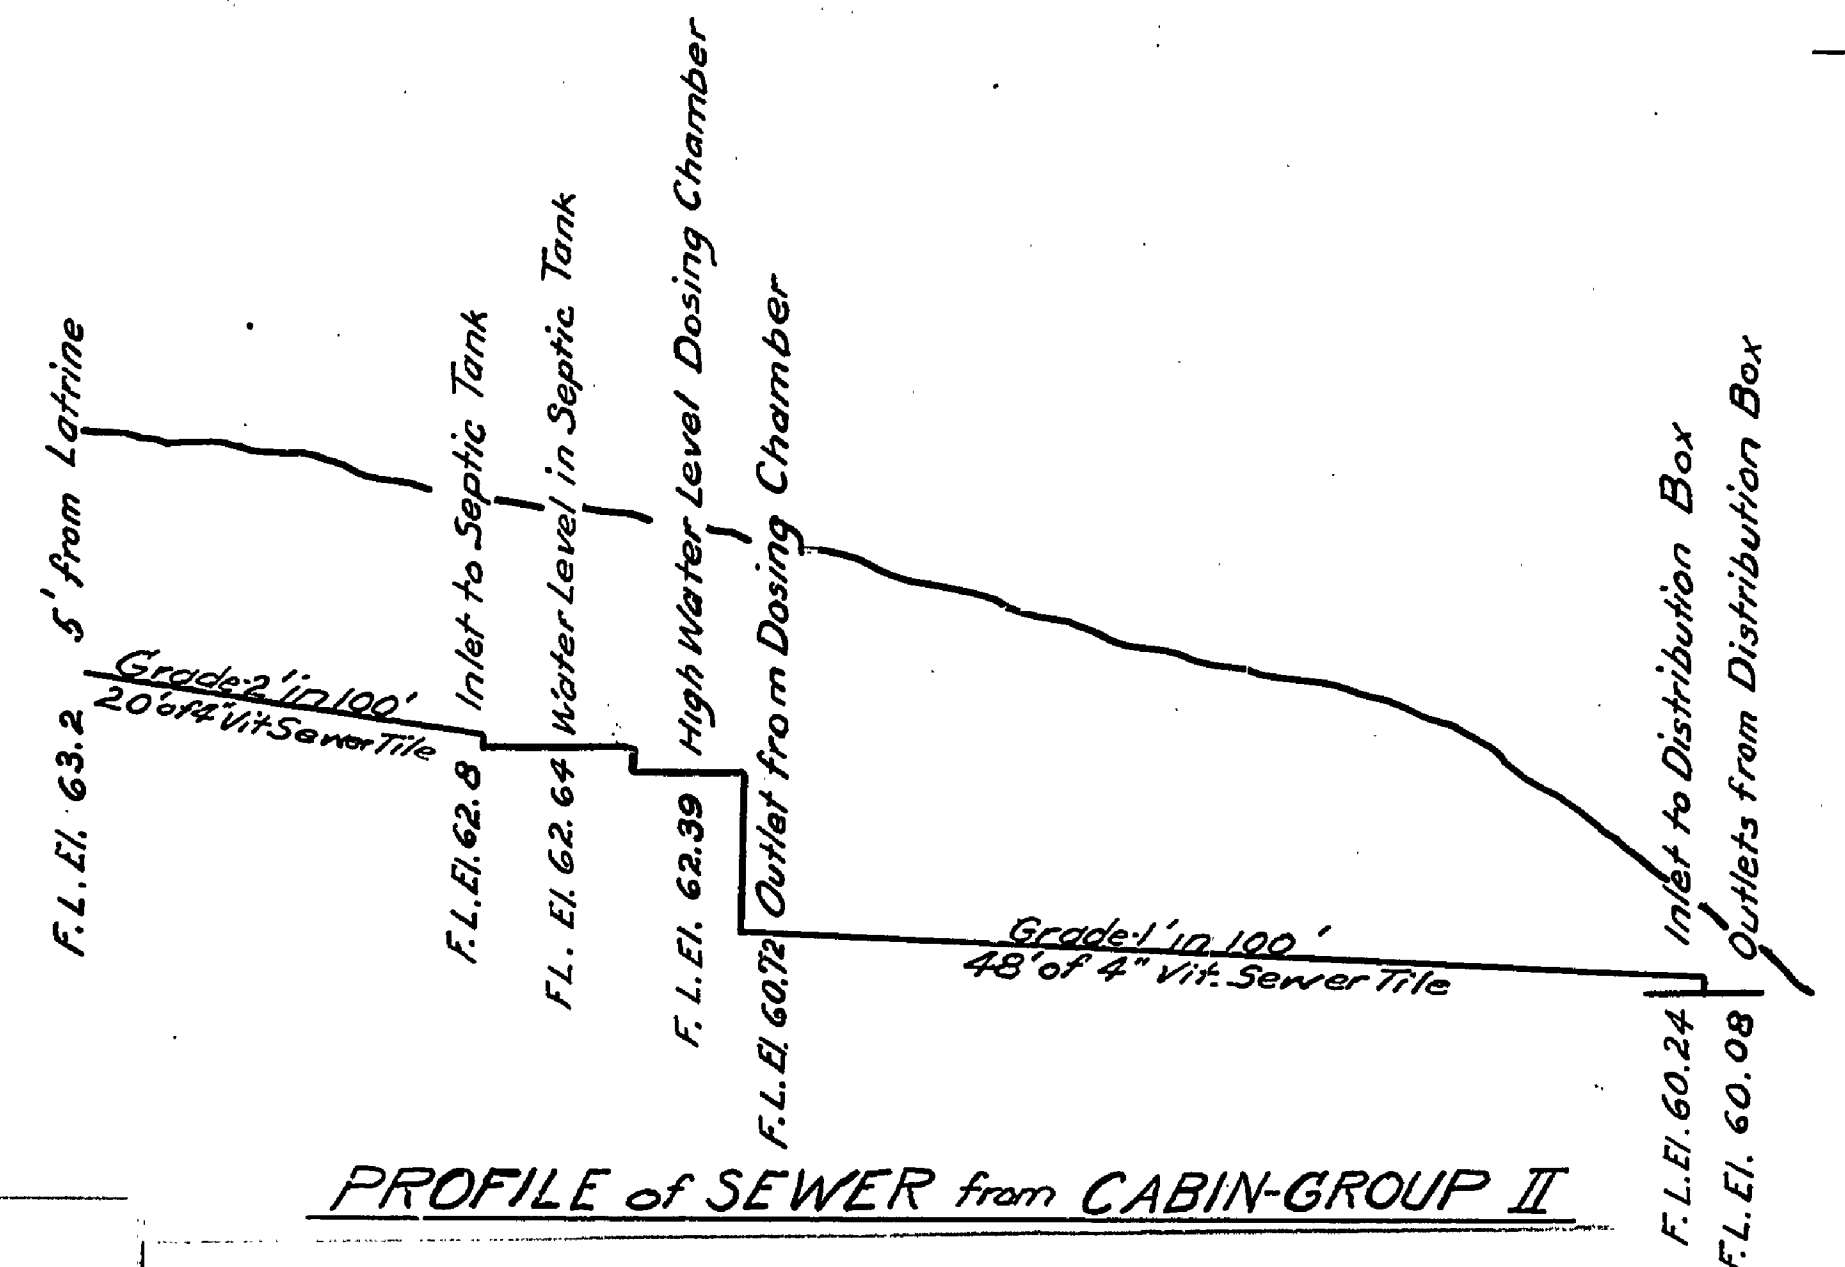 F.L.El. 63.2 5' from Latrine
Grade-2' in 100'
20' of 4" Vit Sewer Tile
F.L.El.62.8 Inlet to Septic Tank
FL. El. 62.64 Water Level in Septic Tank
F.L.El. 62.39 High Water Level Dosing Chamber
F.L.El. 60.72 Outlet from Dosing Chamber
Grade-1' in 100'
48' of 4" Vit. Sewer Tile
F.L.El.60.24 Inlet to Distribution Box
F.L.El. 60.08 Outlets from Distribution Box
PROFILE of SEWER from CABIN-GROUP II